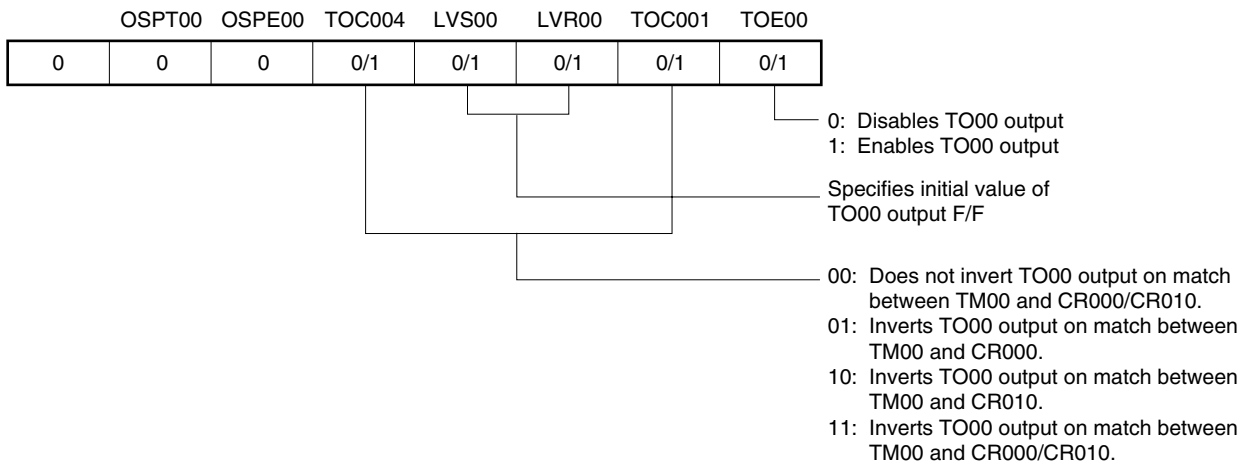 OSPT00 OSPE00 TOC004 LVS00 LVR00 TOC001 TOE00
0 0 0 0/1 0/1 0/1 0/1 0/1
0: Disables TO00 output
1: Enables TO00 output
Specifies initial value of
TO00 output F/F
00: Does not invert TO00 output on match
between TM00 and CR000/CR010.
01: Inverts TO00 output on match between
TM00 and CR000.
10: Inverts TO00 output on match between
TM00 and CR010.
11: Inverts TO00 output on match between
TM00 and CR000/CR010.